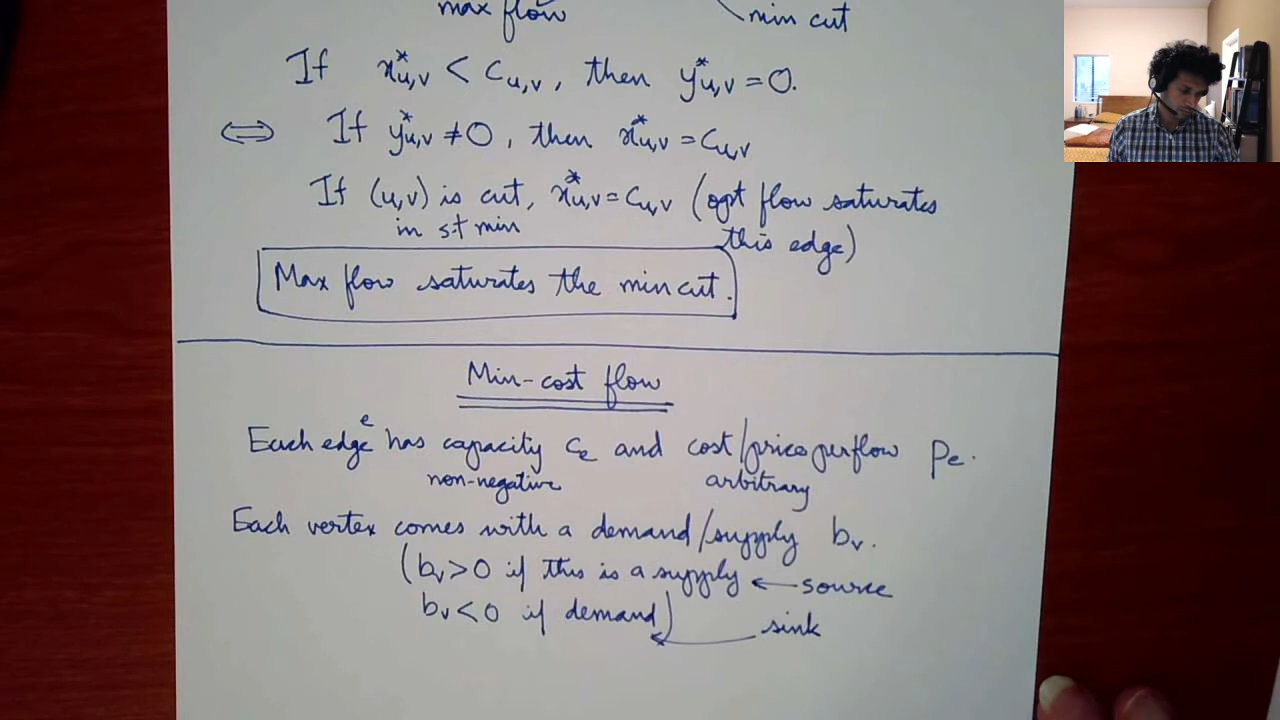 max flow min cut
If x*u,v < Cu,v, then y*u,v = 0.
⇔ If y*u,v ≠ 0, then x*u,v = Cu,v
If (u,v) is cut, x*u,v = Cu,v (opt flow saturates
in s-t min this edge)
Max flow saturates the min cut.
Min-cost flow
Each edge e has capacity Ce and cost/price per flow Pe.
non-negative arbitrary
Each vertex comes with a demand/supply bv.
(bv > 0 if this is a supply ← source
bv < 0 if demand) ← sink